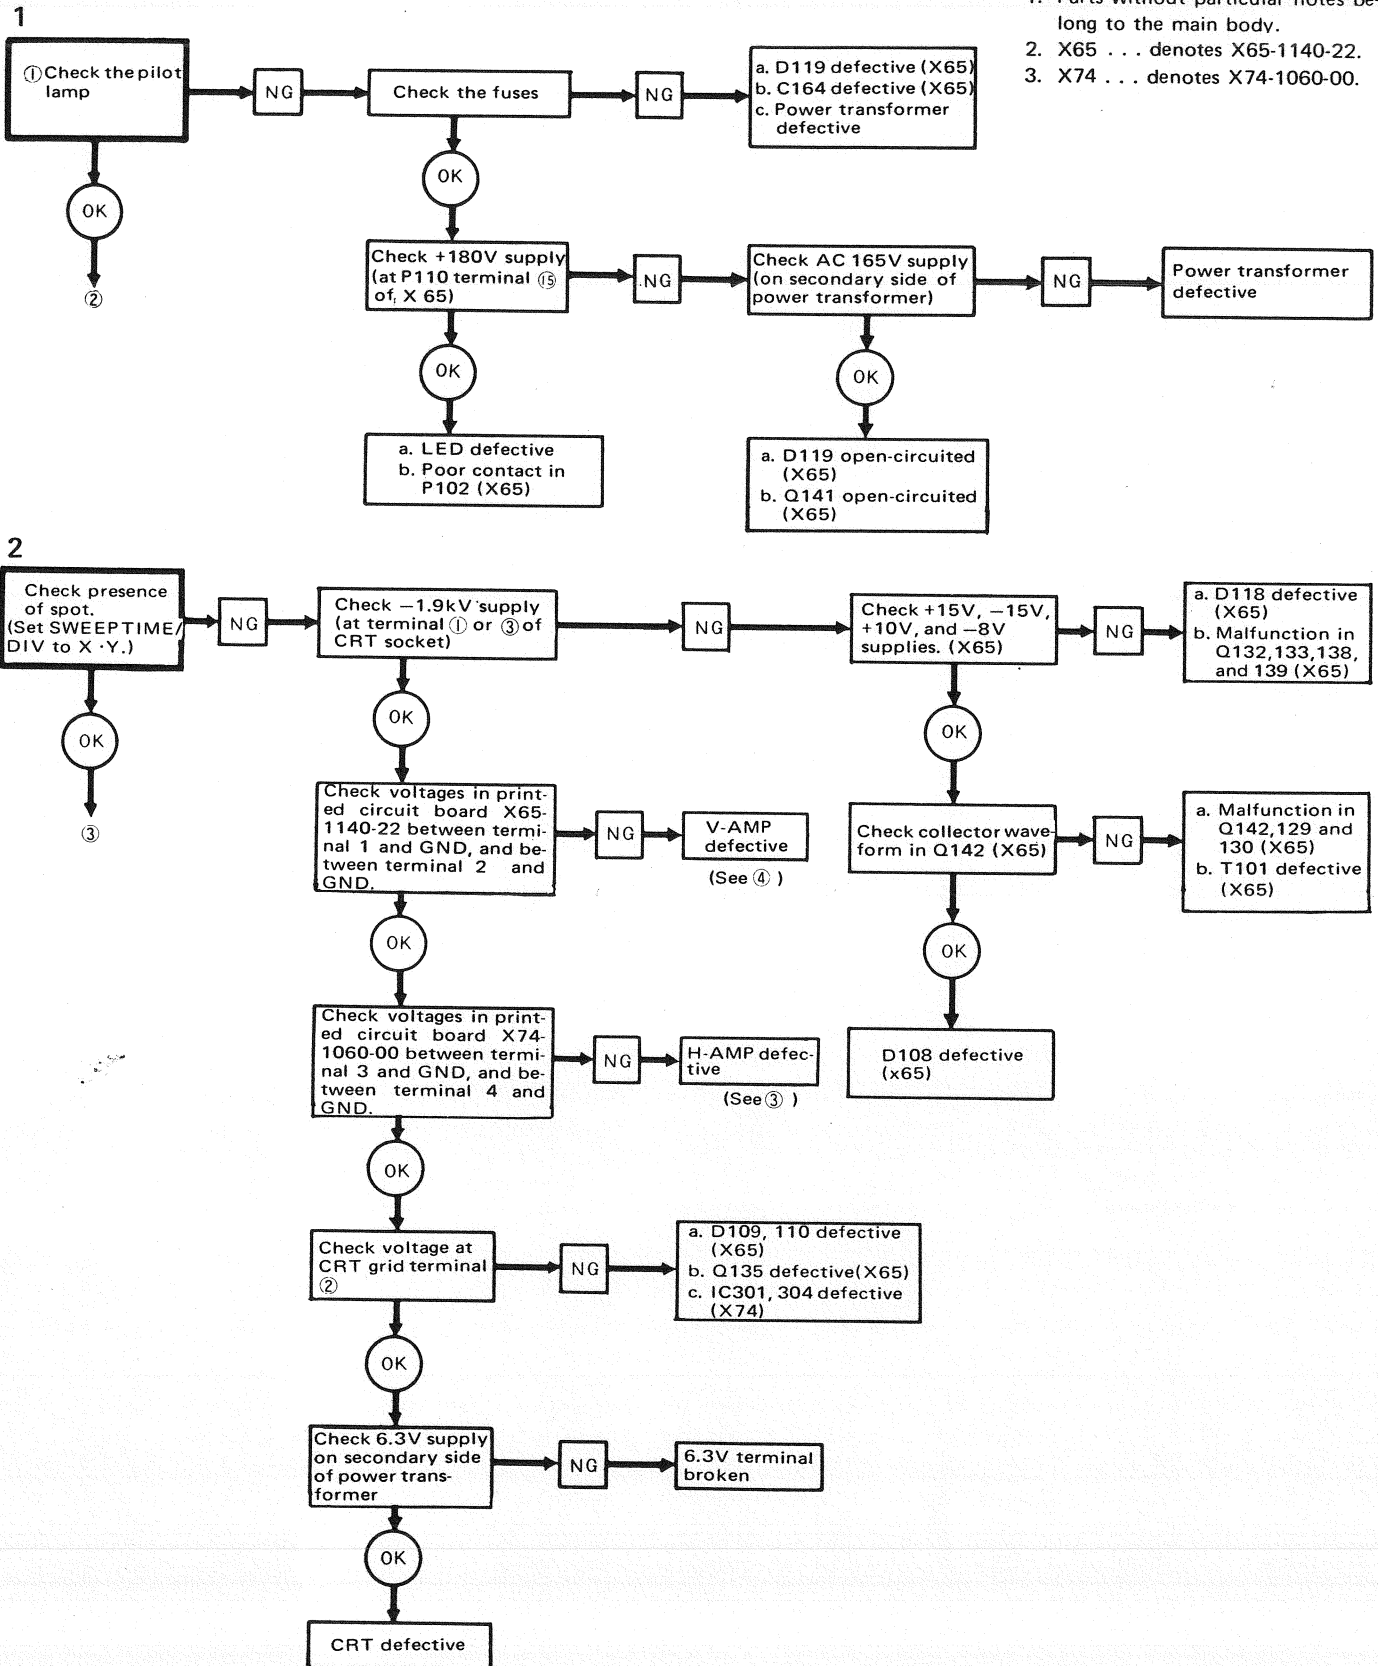 1. Parts without particular notes be-
long to the main body.
2. X65 . . . denotes X65-1140-22.
3. X74 . . . denotes X74-1060-00.
1
① Check the pilot
lamp
NG
Check the fuses
NG
a. D119 defective (X65)
b. C164 defective (X65)
c. Power transformer
defective
OK
②
OK
Check +180V supply
(at P110 terminal ⑮
of, X 65)
NG
Check AC 165V supply
(on secondary side of
power transformer)
NG
Power transformer
defective
OK
a. LED defective
b. Poor contact in
P102 (X65)
OK
a. D119 open-circuited
(X65)
b. Q141 open-circuited
(X65)
2
Check presence
of spot.
(Set SWEEPTIME/
DIV to X ·Y.)
NG
Check −1.9kV supply
(at terminal ① or ③ of
CRT socket)
NG
Check +15V, −15V,
+10V, and −8V
supplies. (X65)
NG
a. D118 defective
(X65)
b. Malfunction in
Q132,133,138,
and 139 (X65)
OK
③
OK
Check voltages in print-
ed circuit board X65-
1140-22 between termi-
nal 1 and GND, and be-
tween terminal 2 and
GND.
NG
V-AMP
defective
(See ④ )
OK
Check collector wave-
form in Q142 (X65)
NG
a. Malfunction in
Q142,129 and
130 (X65)
b. T101 defective
(X65)
OK
D108 defective
(x65)
OK
Check voltages in print-
ed circuit board X74-
1060-00 between termi-
nal 3 and GND, and be-
tween terminal 4 and
GND.
NG
H-AMP defec-
tive
(See ③ )
OK
Check voltage at
CRT grid terminal
②
NG
a. D109, 110 defective
(X65)
b. Q135 defective(X65)
c. IC301, 304 defective
(X74)
OK
Check 6.3V supply
on secondary side
of power trans-
former
NG
6.3V terminal
broken
OK
CRT defective